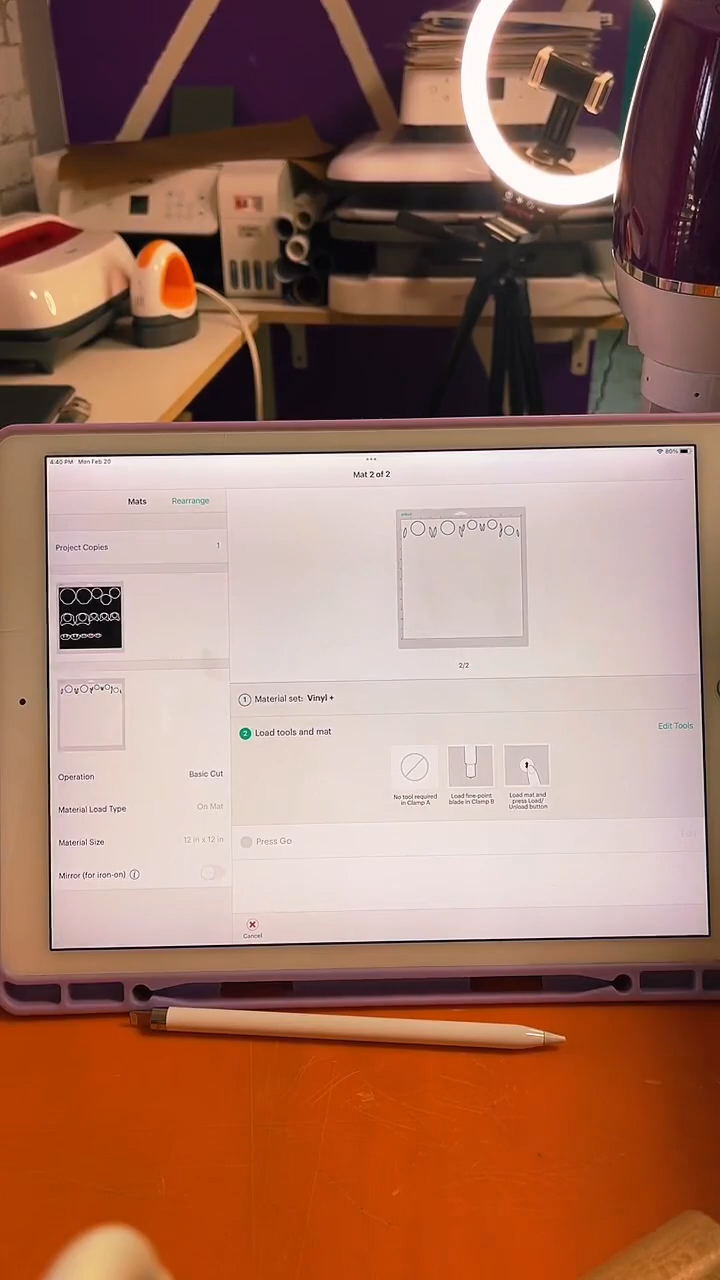 4:40 PM Mon Feb 20
80%
Mat 2 of 2
Mats
Rearrange
Project Copies
1
2/2
1 Material set: Vinyl +
2 Load tools and mat
Edit Tools
No tool required
in Clamp A
Load fine-point
blade in Clamp B
Load mat and
press Load/
Unload button
Operation
Basic Cut
Material Load Type
On Mat
Material Size
12 in x 12 in
Mirror (for iron-on)
Press Go
Cancel